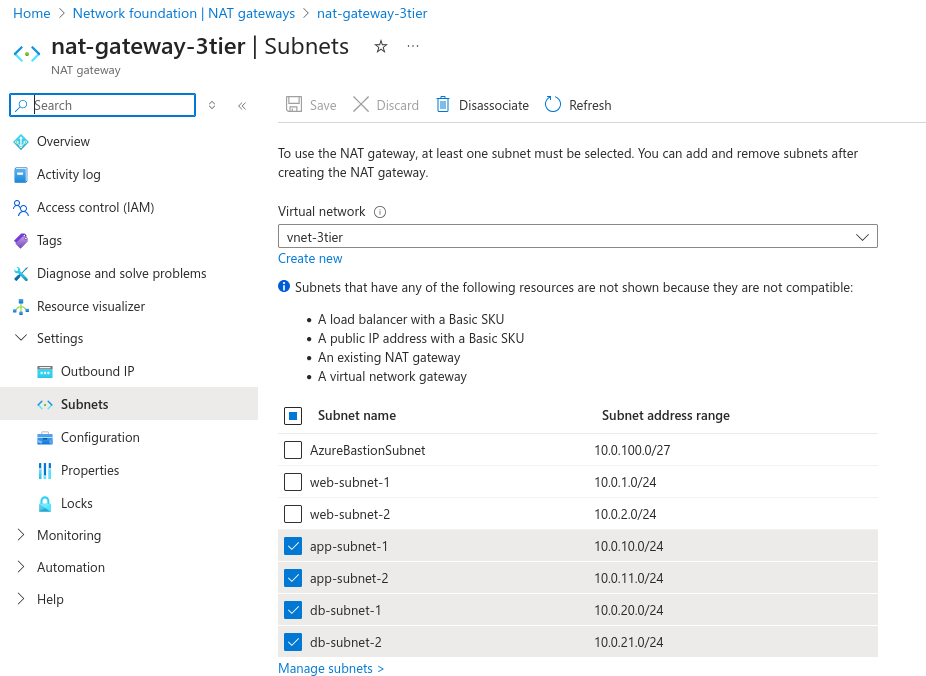 Home > Network foundation | NAT gateways > nat-gateway-3tier
nat-gateway-3tier | Subnets ☆ ···
NAT gateway
Search
«
Save Discard Disassociate Refresh
Overview
Activity log
Access control (IAM)
Tags
Diagnose and solve problems
Resource visualizer
Settings
Outbound IP
Subnets
Configuration
Properties
Locks
Monitoring
Automation
Help
To use the NAT gateway, at least one subnet must be selected. You can add and remove subnets after
creating the NAT gateway.
Virtual network
vnet-3tier
Create new
Subnets that have any of the following resources are not shown because they are not compatible:
• A load balancer with a Basic SKU
• A public IP address with a Basic SKU
• An existing NAT gateway
• A virtual network gateway
Subnet name Subnet address range
AzureBastionSubnet 10.0.100.0/27
web-subnet-1 10.0.1.0/24
web-subnet-2 10.0.2.0/24
app-subnet-1 10.0.10.0/24
app-subnet-2 10.0.11.0/24
db-subnet-1 10.0.20.0/24
db-subnet-2 10.0.21.0/24
Manage subnets >